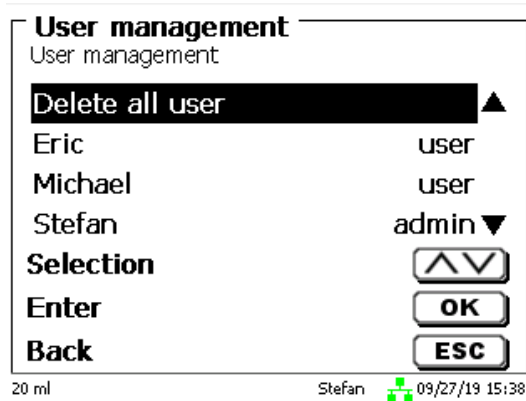 User management
User management
Delete all user
Eric user
Michael user
Stefan admin
Selection
Enter OK
Back ESC
20 ml Stefan 09/27/19 15:38